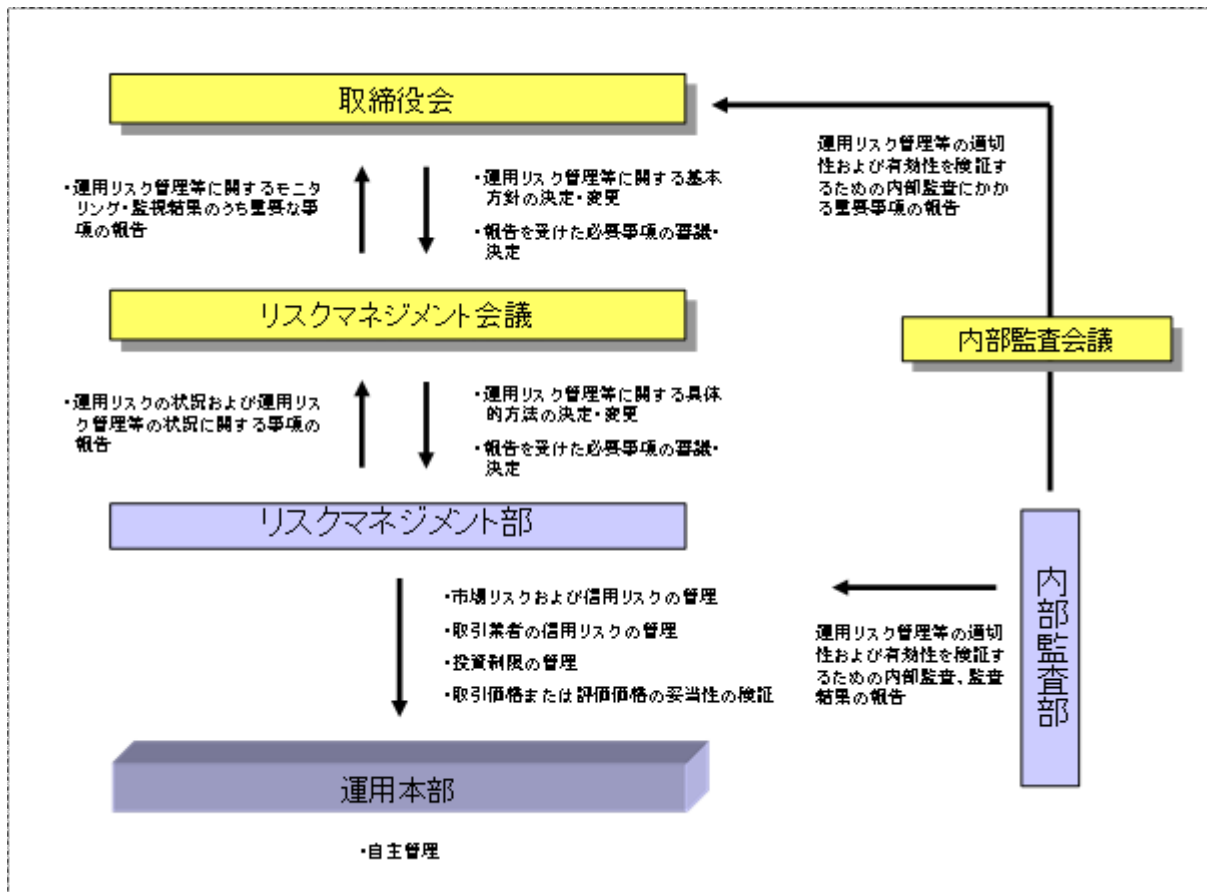 取締役会
運用リスク管理等の適切
性および有効性を検証す
るための内部監査にかか
る重要事項の報告
・運用リスク管理等に関するモニタ
リング・監視結果のうち重要な事
項の報告
・運用リスク管理等に関する基本
方針の決定・変更
・報告を受けた必要事項の審議・
決定
リスクマネジメント会議
内部監査会議
・運用リスクの状況および運用リス
ク管理等の状況に関する事項の
報告
・運用リスク管理等に関する具体
的方法の決定・変更
・報告を受けた必要事項の審議・
決定
リスクマネジメント部
内部監査部
・市場リスクおよび信用リスクの管理
・取引業者の信用リスクの管理
・投資制限の管理
・取引価格または評価価格の妥当性の検証
運用リスク管理等の適切
性および有効性を検証す
るための内部監査、監査
結果の報告
運用本部
・自主管理